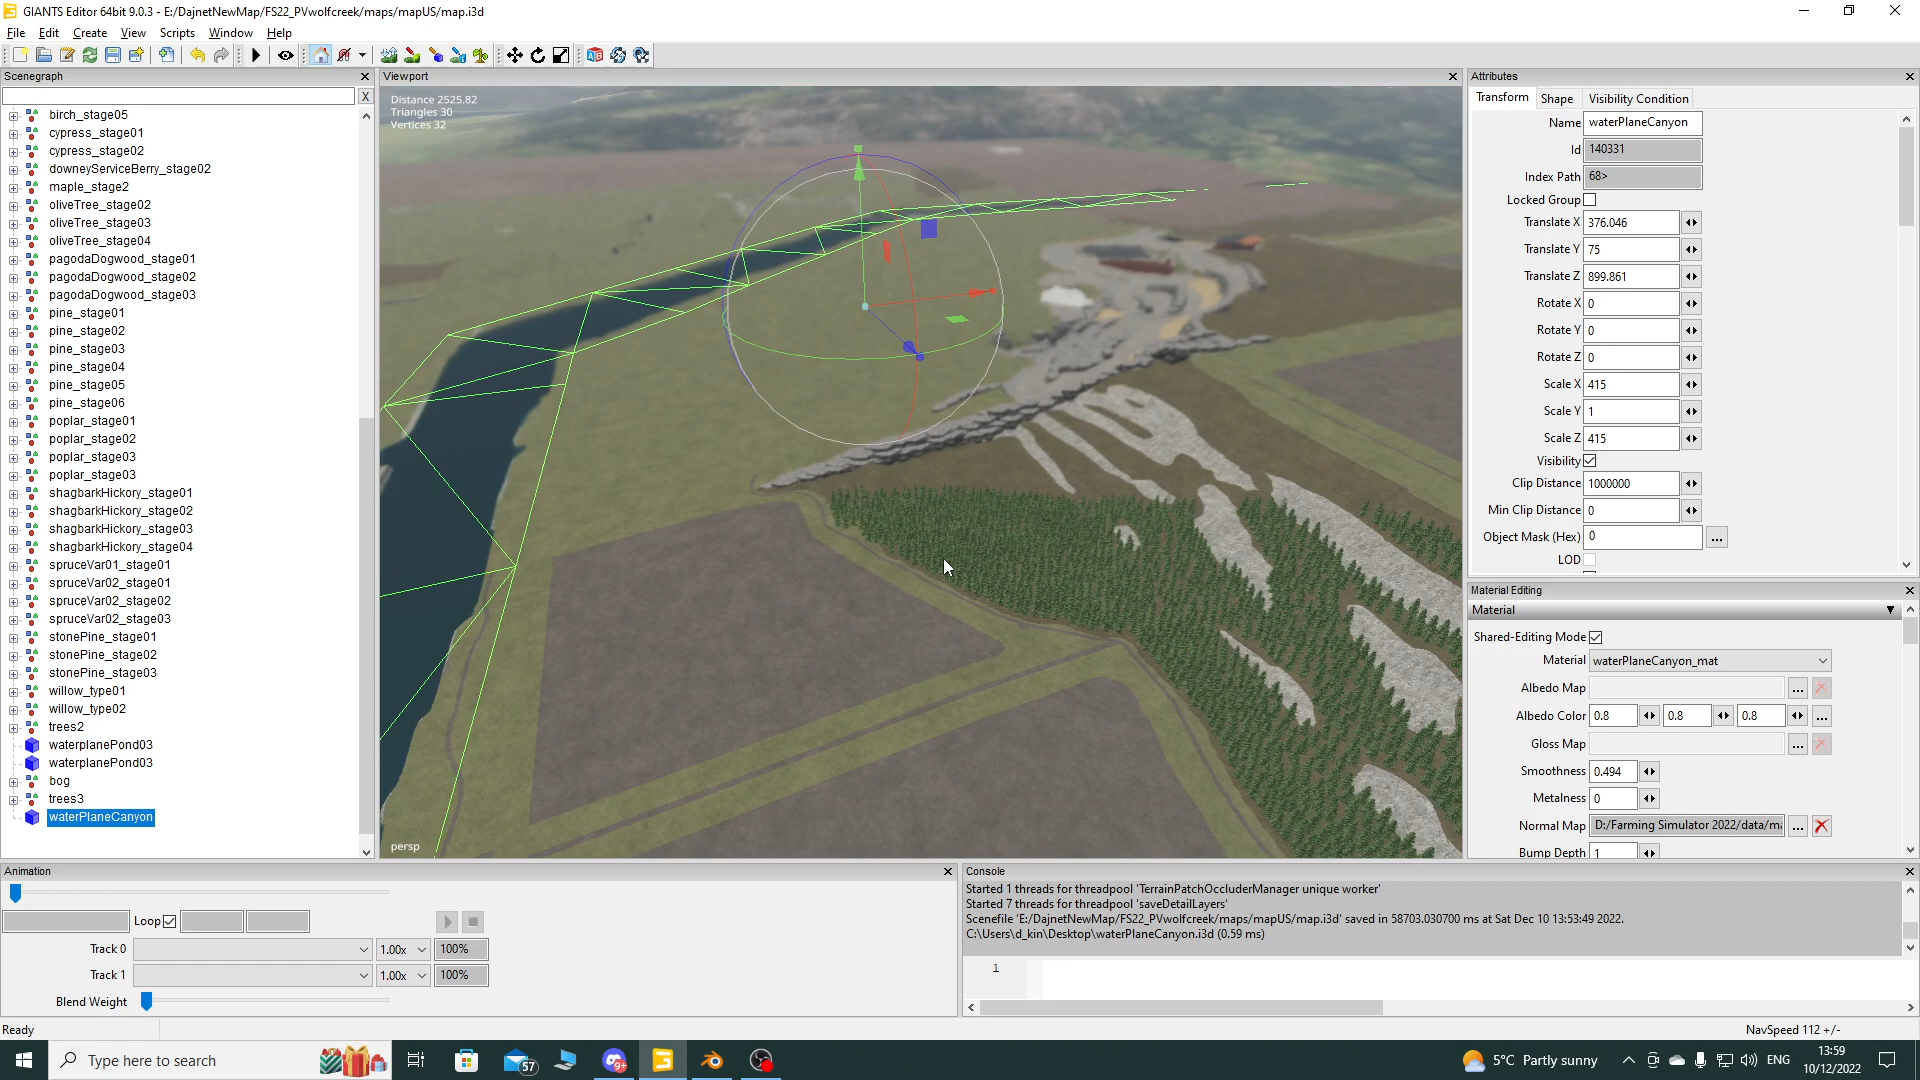 GIANTS Editor 64bit 9.0.3 - E:/DajnetNewMap/FS22_PVwolfcreek/maps/mapUS/map.i3d
File Edit Create View Scripts Window Help
Scenegraph
X
birch_stage05
cypress_stage01
cypress_stage02
downeyServiceBerry_stage02
maple_stage2
oliveTree_stage02
oliveTree_stage03
oliveTree_stage04
pagodaDogwood_stage01
pagodaDogwood_stage02
pagodaDogwood_stage03
pine_stage01
pine_stage02
pine_stage03
pine_stage04
pine_stage05
pine_stage06
poplar_stage01
poplar_stage02
poplar_stage03
poplar_stage03
shagbarkHickory_stage01
shagbarkHickory_stage02
shagbarkHickory_stage03
shagbarkHickory_stage04
spruceVar01_stage01
spruceVar02_stage01
spruceVar02_stage02
spruceVar02_stage03
stonePine_stage01
stonePine_stage02
stonePine_stage03
willow_type01
willow_type02
trees2
waterplanePond03
waterplanePond03
bog
trees3
waterPlaneCanyon
Viewport
Distance 2525.82
Triangles 30
Vertices 32
persp
Attributes
Transform Shape Visibility Condition
Name waterPlaneCanyon
Id 140331
Index Path 68>
Locked Group
Translate X 376.046
Translate Y 75
Translate Z 899.861
Rotate X 0
Rotate Y 0
Rotate Z 0
Scale X 415
Scale Y 1
Scale Z 415
Visibility
Clip Distance 1000000
Min Clip Distance 0
Object Mask (Hex) 0 ...
LOD
Material Editing
Material
Shared-Editing Mode
Material waterPlaneCanyon_mat
Albedo Map ...
Albedo Color 0.8 0.8 0.8 ...
Gloss Map ...
Smoothness 0.494
Metalness 0
Normal Map D:/Farming Simulator 2022/data/m ...
Bump Depth 1
Animation
Loop
Track 0 1.00x 100%
Track 1 1.00x 100%
Blend Weight
Console
Started 1 threads for threadpool 'TerrainPatchOccluderManager unique worker'
Started 7 threads for threadpool 'saveDetailLayers'
Scenefile 'E:/DajnetNewMap/FS22_PVwolfcreek/maps/mapUS/map.i3d' saved in 58703.030700 ms at Sat Dec 10 13:53:49 2022.
C:\Users\d_kin\Desktop\waterPlaneCanyon.i3d (0.59 ms)
1
Ready
NavSpeed 112 +/-
Type here to search
57
9+
5°C Partly sunny
ENG
13:59
10/12/2022